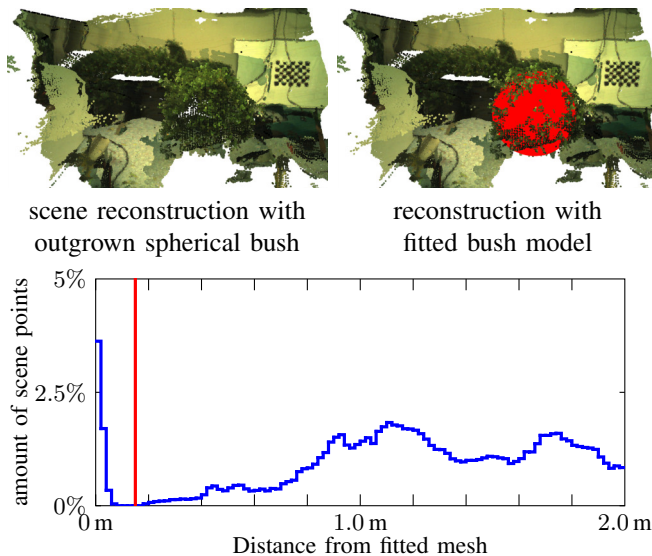 scene reconstruction with
outgrown spherical bush
reconstruction with
fitted bush model
amount of scene points
5%
2.5%
0%
0 m
1.0 m
2.0 m
Distance from fitted mesh